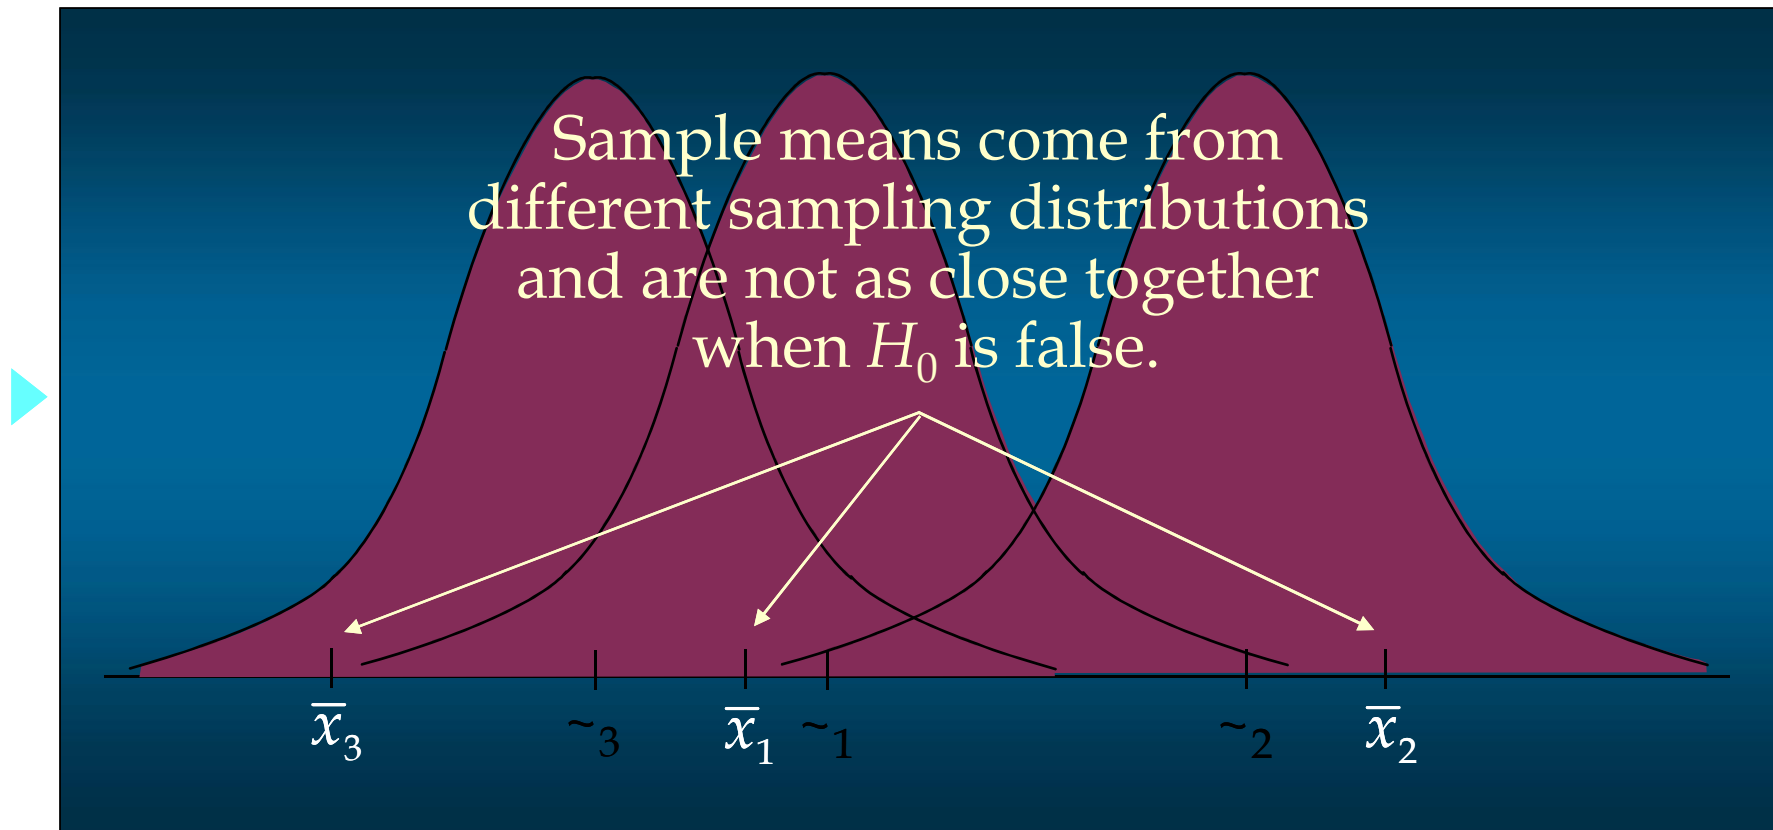 Sample means come from
different sampling distributions
and are not as close together
when H₀ is false.
x̅₃ ~₃ x̅₁ ~₁ ~₂ x̅₂